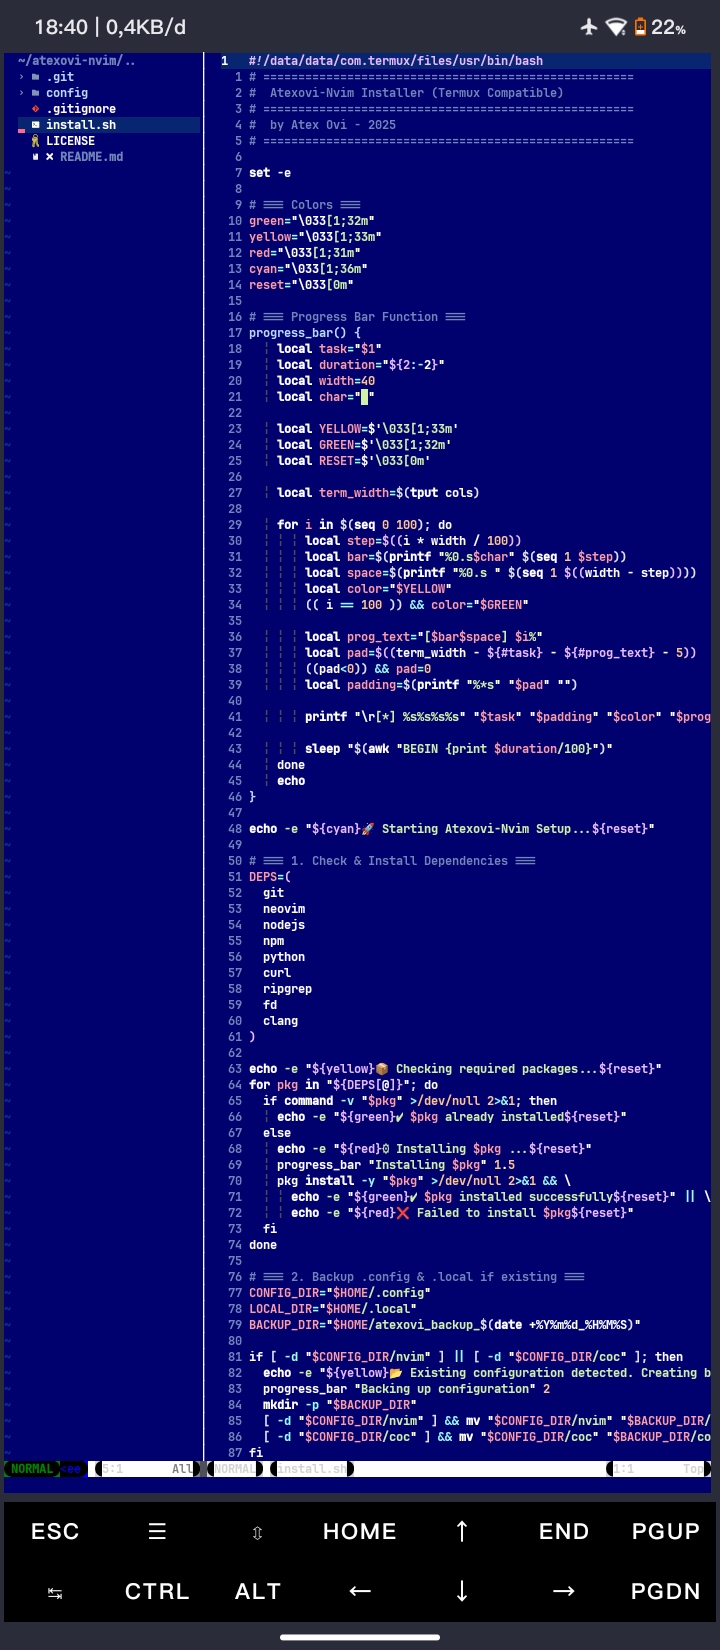 18:40 | 0,4KB/d
22%
~/atexovi-nvim/..
.git
config
.gitignore
install.sh
LICENSE
README.md
1 #!/data/data/com.termux/files/usr/bin/bash
1 # ====================================================
2 #  Atexovi-Nvim Installer (Termux Compatible)
3 # ====================================================
4 #  by Atex Ovi - 2025
5 # ====================================================
6
7 set -e
8
9 # === Colors ===
10 green="\033[1;32m"
11 yellow="\033[1;33m"
12 red="\033[1;31m"
13 cyan="\033[1;36m"
14 reset="\033[0m"
15
16 # === Progress Bar Function ===
17 progress_bar() {
18     local task="$1"
19     local duration="${2:-2}"
20     local width=40
21     local char="█"
22
23     local YELLOW=$'\033[1;33m'
24     local GREEN=$'\033[1;32m'
25     local RESET=$'\033[0m'
26
27     local term_width=$(tput cols)
28
29     for i in $(seq 0 100); do
30         local step=$((i * width / 100))
31         local bar=$(printf "%0.s$char" $(seq 1 $step))
32         local space=$(printf "%0.s " $(seq 1 $((width - step))))
33         local color="$YELLOW"
34         (( i == 100 )) && color="$GREEN"
35
36         local prog_text="[$bar$space] $i%"
37         local pad=$((term_width - ${#task} - ${#prog_text} - 5))
38         ((pad<0)) && pad=0
39         local padding=$(printf "%*s" "$pad" "")
40
41         printf "\r[*] %s%s%s%s" "$task" "$padding" "$color" "$prog
42
43         sleep "$(awk "BEGIN {print $duration/100}")"
44     done
45     echo
46 }
47
48 echo -e "${cyan}🚀 Starting Atexovi-Nvim Setup...${reset}"
49
50 # === 1. Check & Install Dependencies ===
51 DEPS=(
52   git
53   neovim
54   nodejs
55   npm
56   python
57   curl
58   ripgrep
59   fd
60   clang
61 )
62
63 echo -e "${yellow}📦 Checking required packages...${reset}"
64 for pkg in "${DEPS[@]}"; do
65   if command -v "$pkg" >/dev/null 2>&1; then
66     echo -e "${green}✔ $pkg already installed${reset}"
67   else
68     echo -e "${red} Installing $pkg ...${reset}"
69     progress_bar "Installing $pkg" 1.5
70     pkg install -y "$pkg" >/dev/null 2>&1 && \
71       echo -e "${green}✔ $pkg installed successfully${reset}" || \
72       echo -e "${red}❌ Failed to install $pkg${reset}"
73   fi
74 done
75
76 # === 2. Backup .config & .local if existing ===
77 CONFIG_DIR="$HOME/.config"
78 LOCAL_DIR="$HOME/.local"
79 BACKUP_DIR="$HOME/atexovi_backup_$(date +%Y%m%d_%H%M%S)"
80
81 if [ -d "$CONFIG_DIR/nvim" ] || [ -d "$CONFIG_DIR/coc" ]; then
82   echo -e "${yellow}📂 Existing configuration detected. Creating b
83   progress_bar "Backing up configuration" 2
84   mkdir -p "$BACKUP_DIR"
85   [ -d "$CONFIG_DIR/nvim" ] && mv "$CONFIG_DIR/nvim" "$BACKUP_DIR/
86   [ -d "$CONFIG_DIR/coc" ] && mv "$CONFIG_DIR/coc" "$BACKUP_DIR/co
87 fi
NORMAL 5:1 All NORMAL install.sh 1:1 Top
ESC HOME ↑ END PGUP
CTRL ALT ← ↓ → PGDN